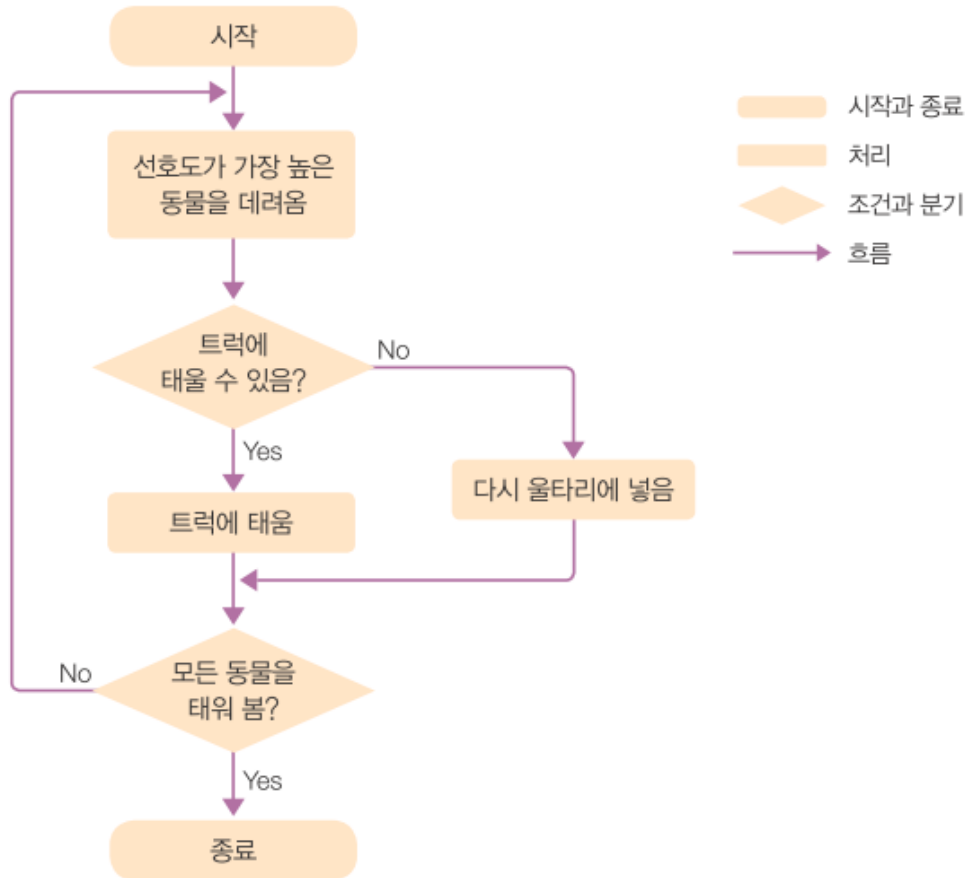 시작
선호도가 가장 높은
동물을 데려옴
트럭에
태울 수 있음?
No
Yes
트럭에 태움
다시 울타리에 넣음
모든 동물을
태워 봄?
No
Yes
종료
시작과 종료
처리
조건과 분기
흐름